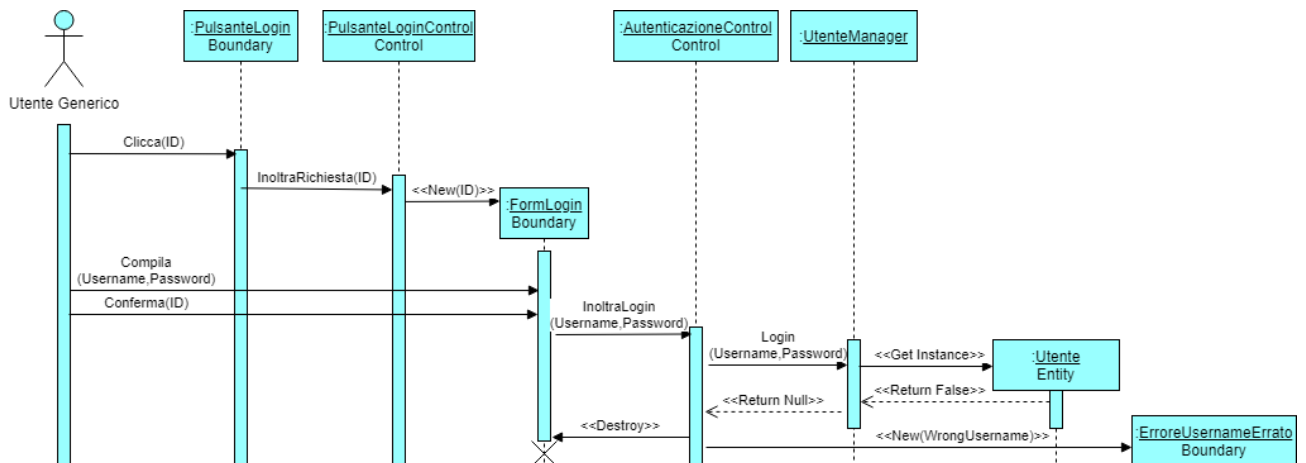 :PulsanteLogin
Boundary
:PulsanteLoginControl
Control
:AutenticazioneControl
Control
:UtenteManager
Utente Generico
Clicca(ID)
InoltraRichiesta(ID)
<<New(ID)>>
:FormLogin
Boundary
Compila
(Username,Password)
Conferma(ID)
InoltraLogin
(Username,Password)
Login
(Username,Password)
<<Get Instance>>
:Utente
Entity
<<Return False>>
<<Return Null>>
<<Destroy>>
<<New(WrongUsername)>>
:ErroreUsernameErrato
Boundary